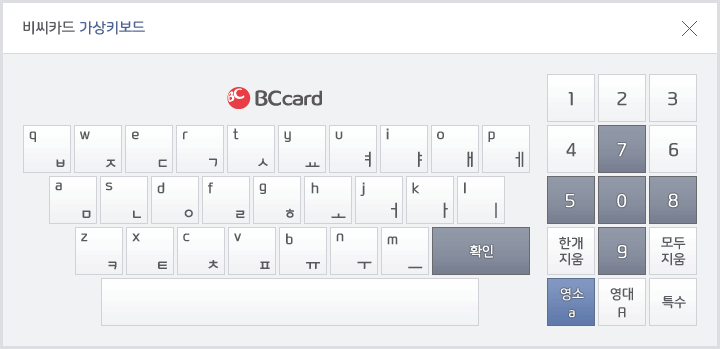 비씨카드 가상키보드
BC BCcard
1 2 3
q ㅂ w ㅈ e ㄷ r ㄱ t ㅅ y ㅛ u ㅕ i ㅑ o ㅐ p ㅔ
4 7 6
a ㅁ s ㄴ d ㅇ f ㄹ g ㅎ h ㅗ j ㅓ k ㅏ l ㅣ
5 0 8
z ㅋ x ㅌ c ㅊ v ㅍ b ㅠ n ㅜ m ㅡ 확인
한개 지움 9 모두 지움
영소 a 영대 A 특수